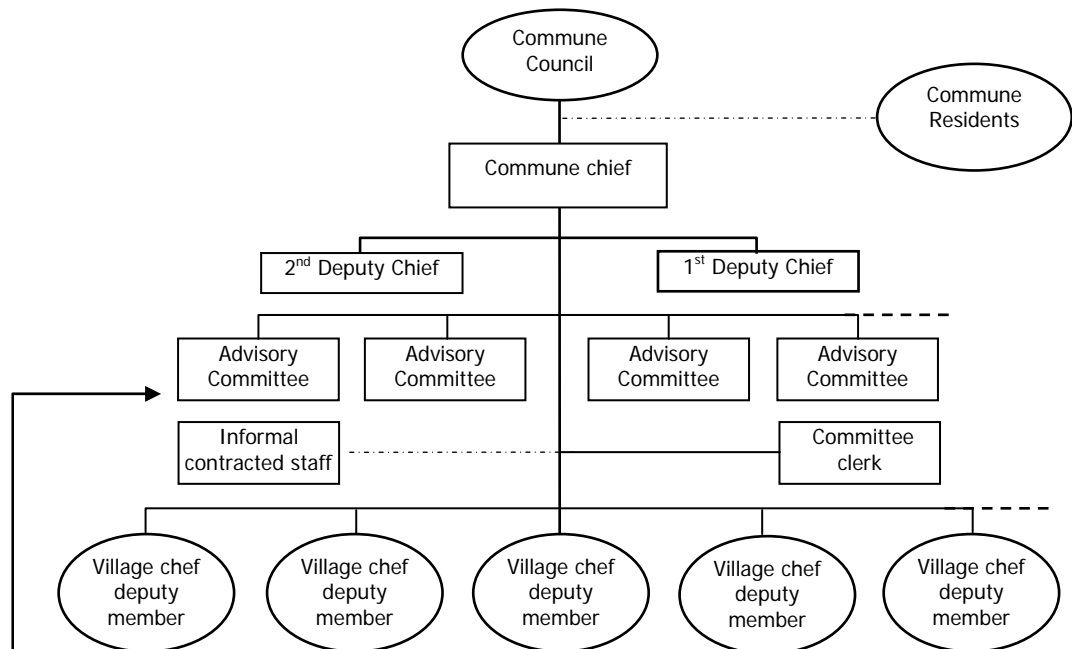 Commune
Council
Commune
Residents
Commune chief
2nd Deputy Chief
1st Deputy Chief
Advisory
Committee
Advisory
Committee
Advisory
Committee
Advisory
Committee
Informal
contracted staff
Committee
clerk
Village chef
deputy
member
Village chef
deputy
member
Village chef
deputy
member
Village chef
deputy
member
Village chef
deputy
member